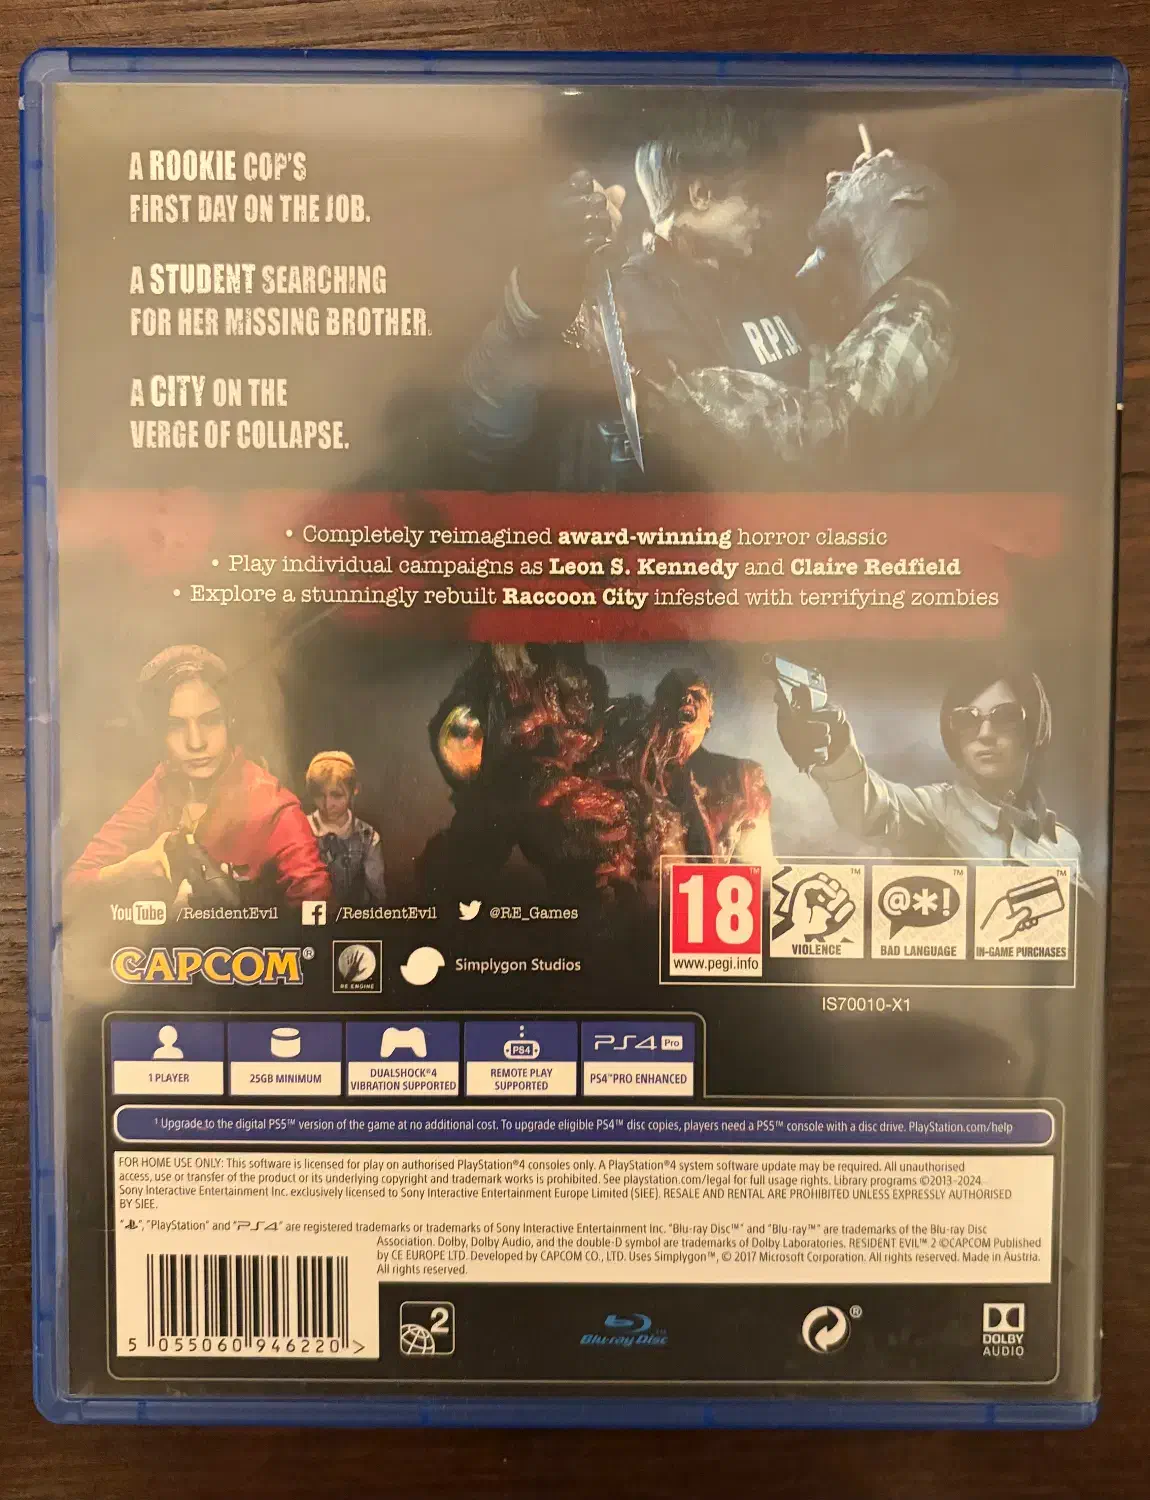 A ROOKIE COP'S
FIRST DAY ON THE JOB.
A STUDENT SEARCHING
FOR HER MISSING BROTHER.
A CITY ON THE
VERGE OF COLLAPSE.
R.P.D.
• Completely reimagined award-winning horror classic
• Play individual campaigns as Leon S. Kennedy and Claire Redfield
• Explore a stunningly rebuilt Raccoon City infested with terrifying zombies
YouTube /ResidentEvil /ResidentEvil @RE_Games
CAPCOM® RE ENGINE Simplygon Studios
18 ™
www.pegi.info
™ VIOLENCE
@*! ™ BAD LANGUAGE
™ IN-GAME PURCHASES
IS70010-X1
1 PLAYER
25GB MINIMUM
DUALSHOCK®4
VIBRATION SUPPORTED
PS4
REMOTE PLAY
SUPPORTED
PS4 Pro
PS4™PRO ENHANCED
¹ Upgrade to the digital PS5™ version of the game at no additional cost. To upgrade eligible PS4™ disc copies, players need a PS5™ console with a disc drive. PlayStation.com/help
FOR HOME USE ONLY: This software is licensed for play on authorised PlayStation®4 consoles only. A PlayStation®4 system software update may be required. All unauthorised
access, use or transfer of the product or its underlying copyright and trademark works is prohibited. See playstation.com/legal for full usage rights. Library programs ©2013-2024
Sony Interactive Entertainment Inc. exclusively licensed to Sony Interactive Entertainment Europe Limited (SIEE). RESALE AND RENTAL ARE PROHIBITED UNLESS EXPRESSLY AUTHORISED
BY SIEE.
" ", "PlayStation" and "PS4" are registered trademarks or trademarks of Sony Interactive Entertainment Inc. "Blu-ray Disc™" and "Blu-ray™" are trademarks of the Blu-ray Disc
Association. Dolby, Dolby Audio, and the double-D symbol are trademarks of Dolby Laboratories. RESIDENT EVIL™ 2 ©CAPCOM Published
by CE EUROPE LTD. Developed by CAPCOM CO., LTD. Uses Simplygon™, © 2017 Microsoft Corporation. All rights reserved. Made in Austria.
All rights reserved.
5 055060 946220 >
2
Blu-ray Disc
®
DOLBY
AUDIO